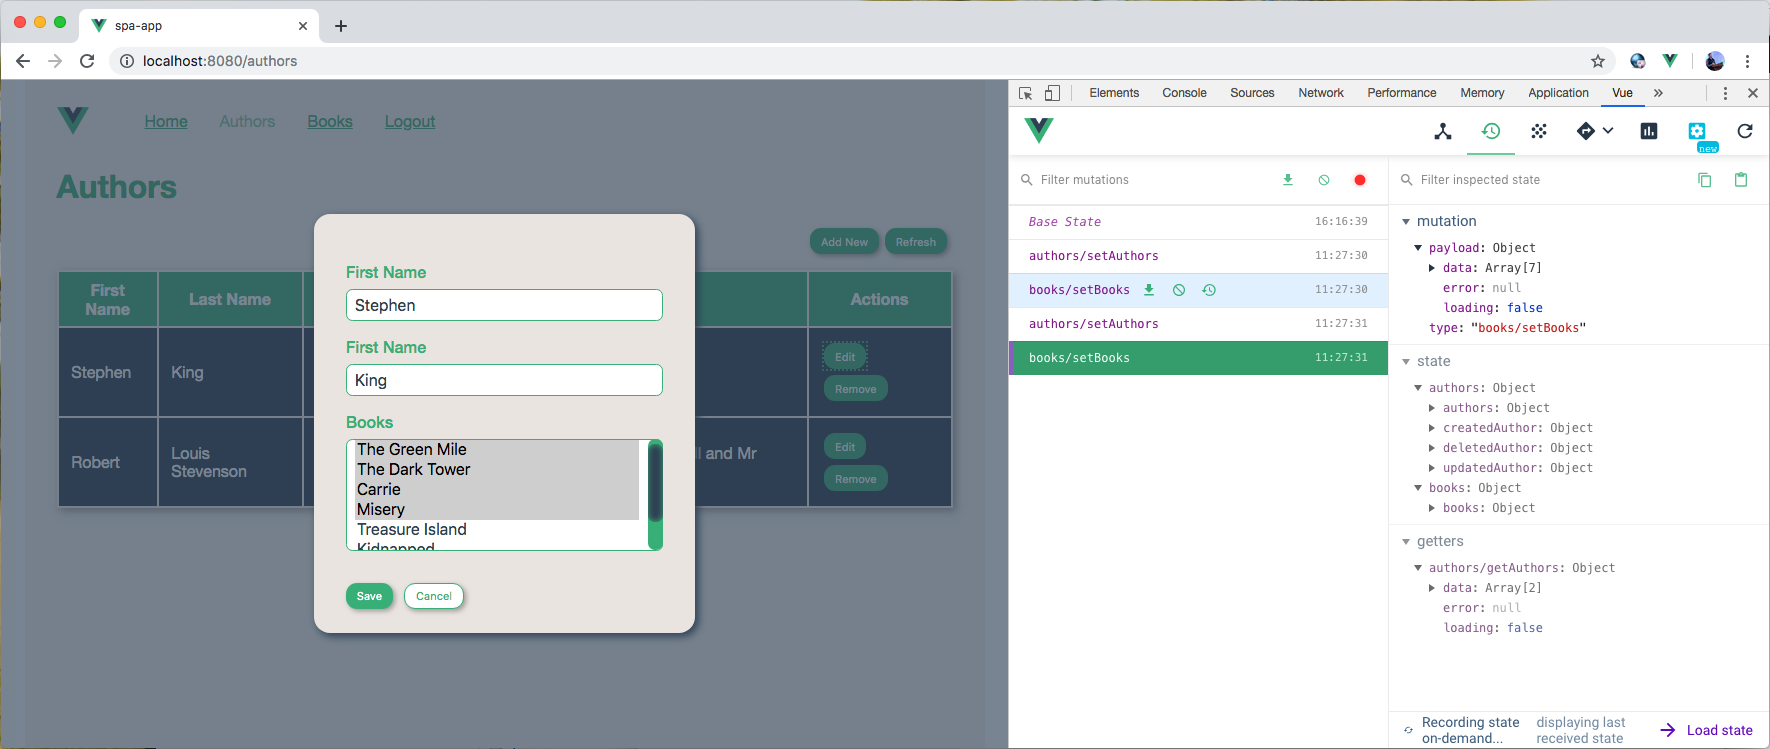 spa-app
localhost:8080/authors
Home Authors Books Logout
Authors
Add New Refresh
First Name Last Name Actions
Stephen King Edit Remove
Robert Louis Stevenson l and Mr Edit Remove
First Name
Stephen
First Name
King
Books
The Green Mile
The Dark Tower
Carrie
Misery
Treasure Island
Kidnapped
Save Cancel
Elements Console Sources Network Performance Memory Application Vue »
new
Filter mutations
Base State 16:16:39
authors/setAuthors 11:27:30
books/setBooks 11:27:30
authors/setAuthors 11:27:31
books/setBooks 11:27:31
Filter inspected state
mutation
payload: Object
data: Array[7]
error: null
loading: false
type: "books/setBooks"
state
authors: Object
authors: Object
createdAuthor: Object
deletedAuthor: Object
updatedAuthor: Object
books: Object
books: Object
getters
authors/getAuthors: Object
data: Array[2]
error: null
loading: false
Recording state on-demand...
displaying last received state
Load state